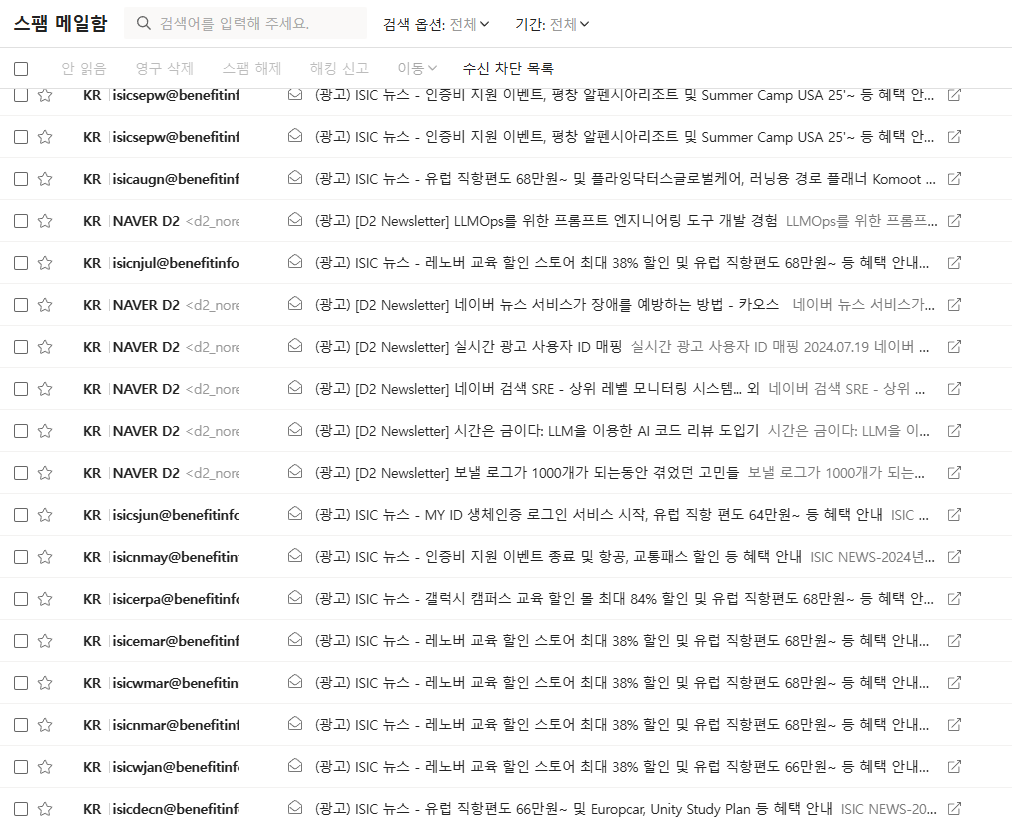 스팸 메일함 검색어를 입력해 주세요. 검색 옵션: 전체 기간: 전체
안 읽음 영구 삭제 스팸 해제 해킹 신고 이동 수신 차단 목록
KR isicsepw@benefitinf (광고) ISIC 뉴스 - 인증비 지원 이벤트, 평창 알펜시아리조트 및 Summer Camp USA 25'~ 등 혜택 안...
KR isicsepw@benefitinf (광고) ISIC 뉴스 - 인증비 지원 이벤트, 평창 알펜시아리조트 및 Summer Camp USA 25'~ 등 혜택 안...
KR isicaugn@benefitinf (광고) ISIC 뉴스 - 유럽 직항편도 68만원~ 및 플라잉닥터스글로벌케어, 러닝용 경로 플래너 Komoot ...
KR NAVER D2 <d2_nore (광고) [D2 Newsletter] LLMOps를 위한 프롬프트 엔지니어링 도구 개발 경험 LLMOps를 위한 프롬프...
KR isicnjul@benefitinfo (광고) ISIC 뉴스 - 레노버 교육 할인 스토어 최대 38% 할인 및 유럽 직항편도 68만원~ 등 혜택 안내...
KR NAVER D2 <d2_nore (광고) [D2 Newsletter] 네이버 뉴스 서비스가 장애를 예방하는 방법 - 카오스 네이버 뉴스 서비스가...
KR NAVER D2 <d2_nore (광고) [D2 Newsletter] 실시간 광고 사용자 ID 매핑 실시간 광고 사용자 ID 매핑 2024.07.19 네이버 ...
KR NAVER D2 <d2_nore (광고) [D2 Newsletter] 네이버 검색 SRE - 상위 레벨 모니터링 시스템... 외 네이버 검색 SRE - 상위 ...
KR NAVER D2 <d2_nore (광고) [D2 Newsletter] 시간은 금이다: LLM을 이용한 AI 코드 리뷰 도입기 시간은 금이다: LLM을 이...
KR NAVER D2 <d2_nore (광고) [D2 Newsletter] 보낼 로그가 1000개가 되는동안 겪었던 고민들 보낼 로그가 1000개가 되는...
KR isicsjun@benefitinfo (광고) ISIC 뉴스 - MY ID 생체인증 로그인 서비스 시작, 유럽 직항 편도 64만원~ 등 혜택 안내 ISIC ...
KR isicnmay@benefitin (광고) ISIC 뉴스 - 인증비 지원 이벤트 종료 및 항공, 교통패스 할인 등 혜택 안내 ISIC NEWS-2024년...
KR isicerpa@benefitinfo (광고) ISIC 뉴스 - 갤럭시 캠퍼스 교육 할인 몰 최대 84% 할인 및 유럽 직항편도 68만원~ 등 혜택 안...
KR isicemar@benefitinf (광고) ISIC 뉴스 - 레노버 교육 할인 스토어 최대 38% 할인 및 유럽 직항편도 68만원~ 등 혜택 안내...
KR isicwmar@benefitin (광고) ISIC 뉴스 - 레노버 교육 할인 스토어 최대 38% 할인 및 유럽 직항편도 68만원~ 등 혜택 안내...
KR isicnmar@benefitinf (광고) ISIC 뉴스 - 레노버 교육 할인 스토어 최대 38% 할인 및 유럽 직항편도 68만원~ 등 혜택 안내...
KR isicwjan@benefitinf (광고) ISIC 뉴스 - 레노버 교육 할인 스토어 최대 38% 할인 및 유럽 직항편도 66만원~ 등 혜택 안내...
KR isicdecn@benefitinf (광고) ISIC 뉴스 - 유럽 직항편도 66만원~ 및 Europcar, Unity Study Plan 등 혜택 안내 ISIC NEWS-20...